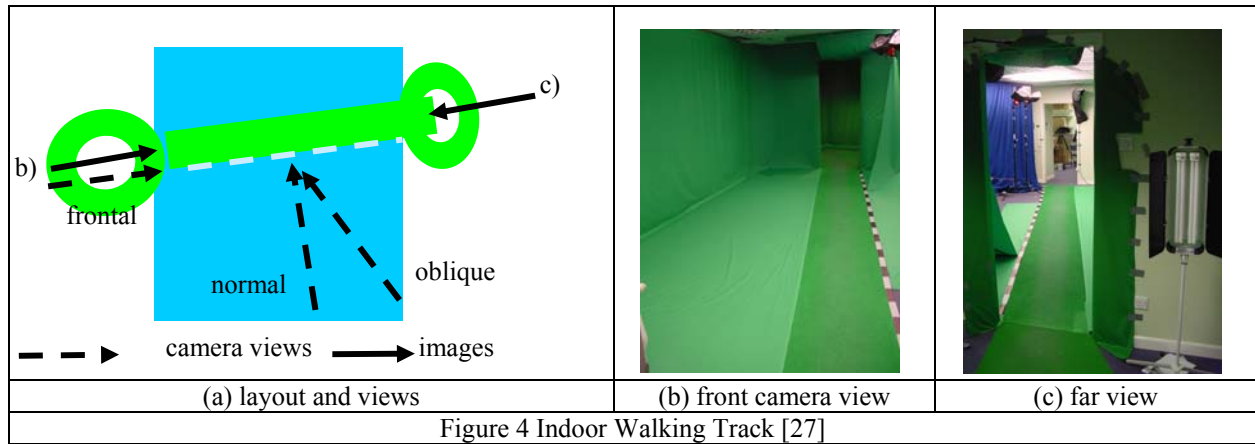 c)
b)
frontal
normal
oblique
camera views
images
(a) layout and views
(b) front camera view
(c) far view
Figure 4 Indoor Walking Track [27]